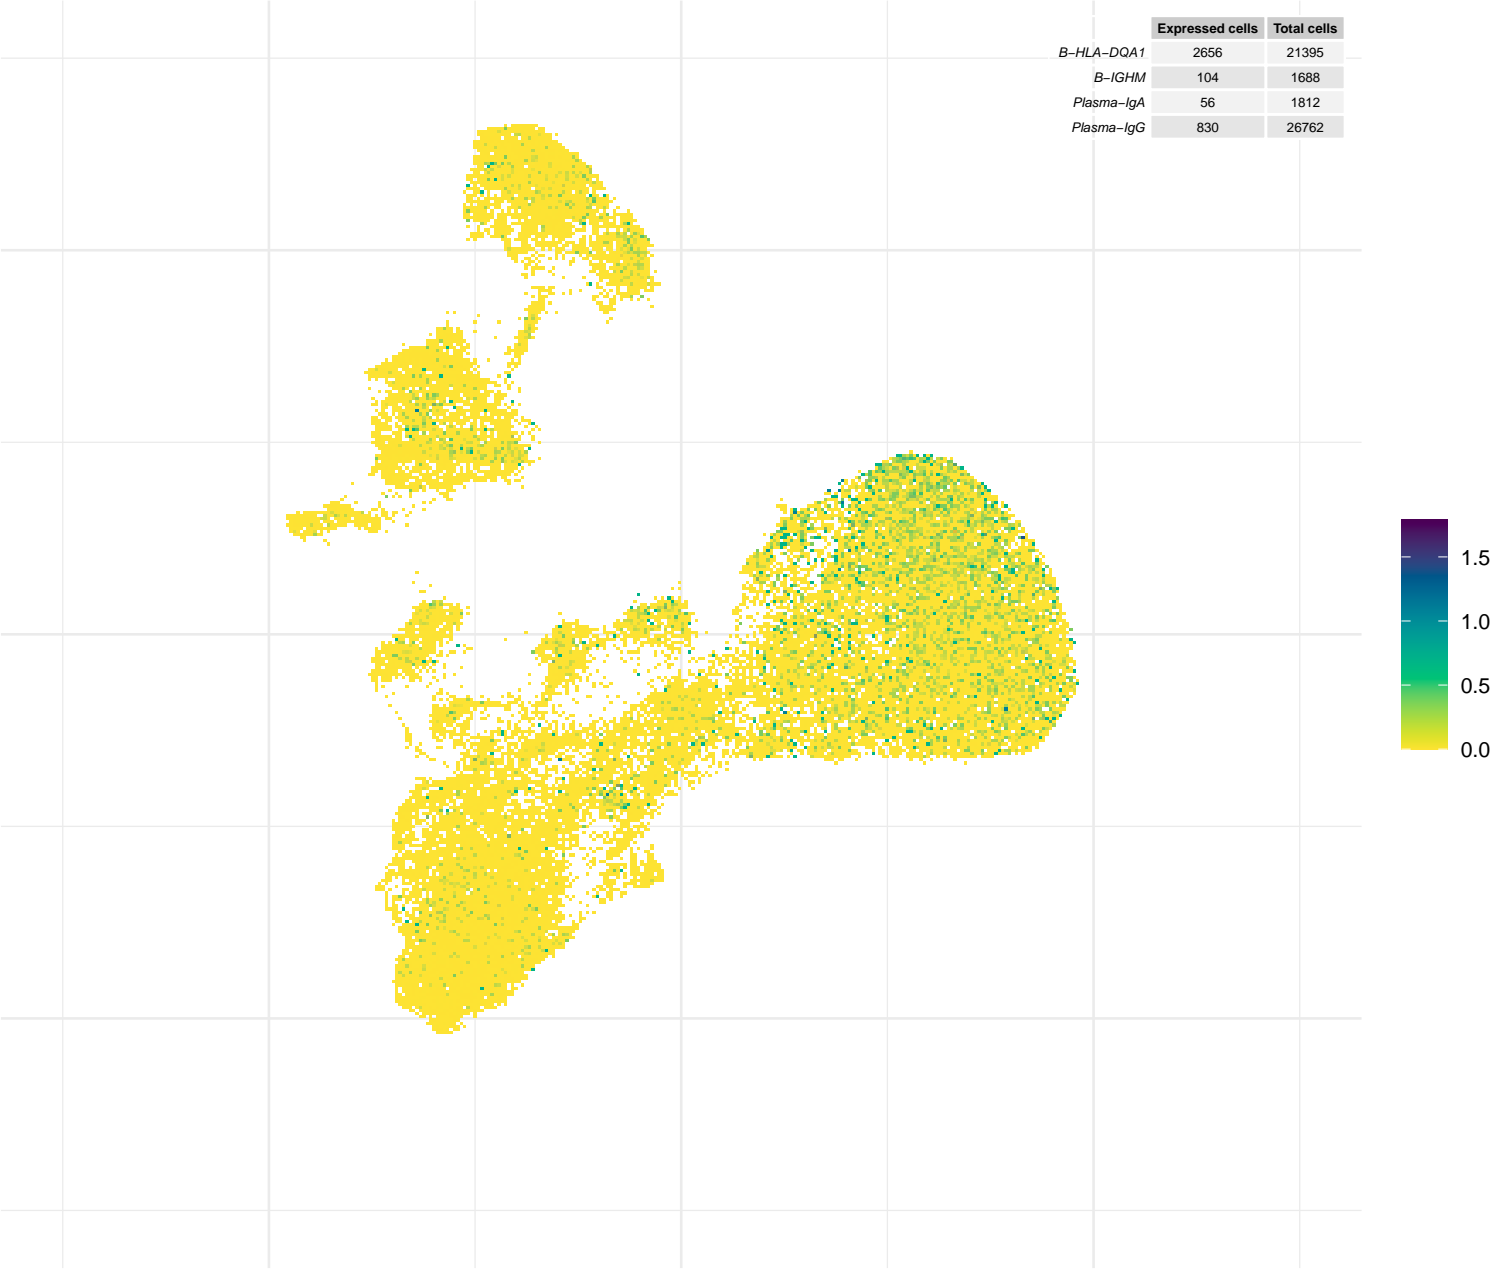 Expressed cells Total cells
B−HLA−DQA1 2656 21395
B−IGHM 104 1688
Plasma−IgA 56 1812
Plasma−IgG 830 26762
1.5
1.0
0.5
0.0